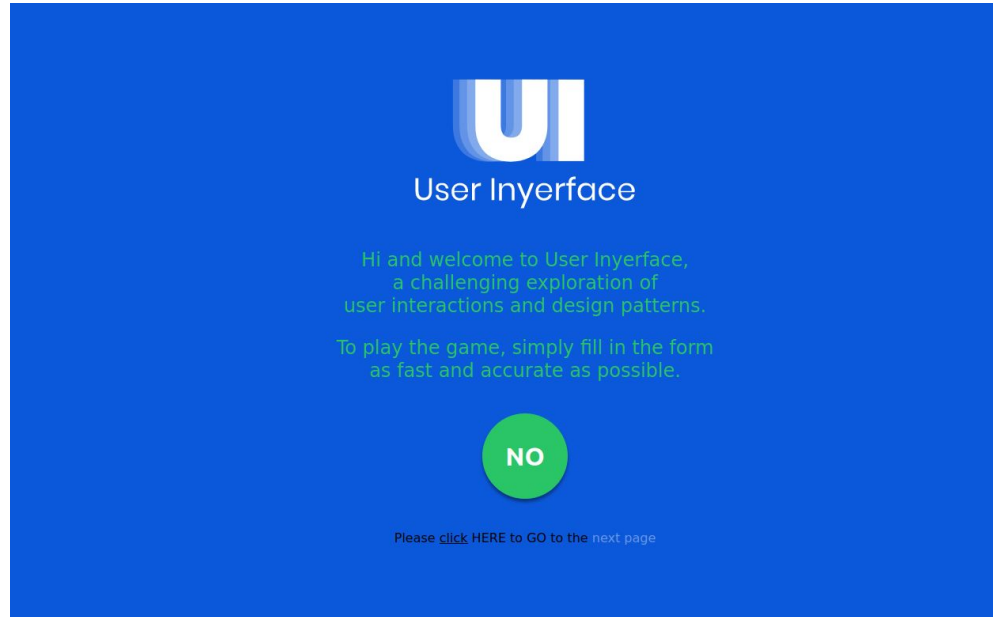 UI
User Inyerface
Hi and welcome to User Inyerface,
a challenging exploration of
user interactions and design patterns.
To play the game, simply fill in the form
as fast and accurate as possible.
NO
Please click HERE to GO to the next page